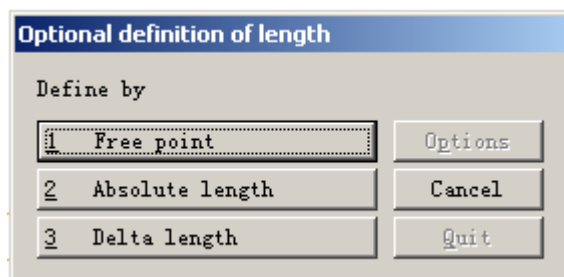 Optional definition of length
Define by
1 Free point Options
2 Absolute length Cancel
3 Delta length Quit